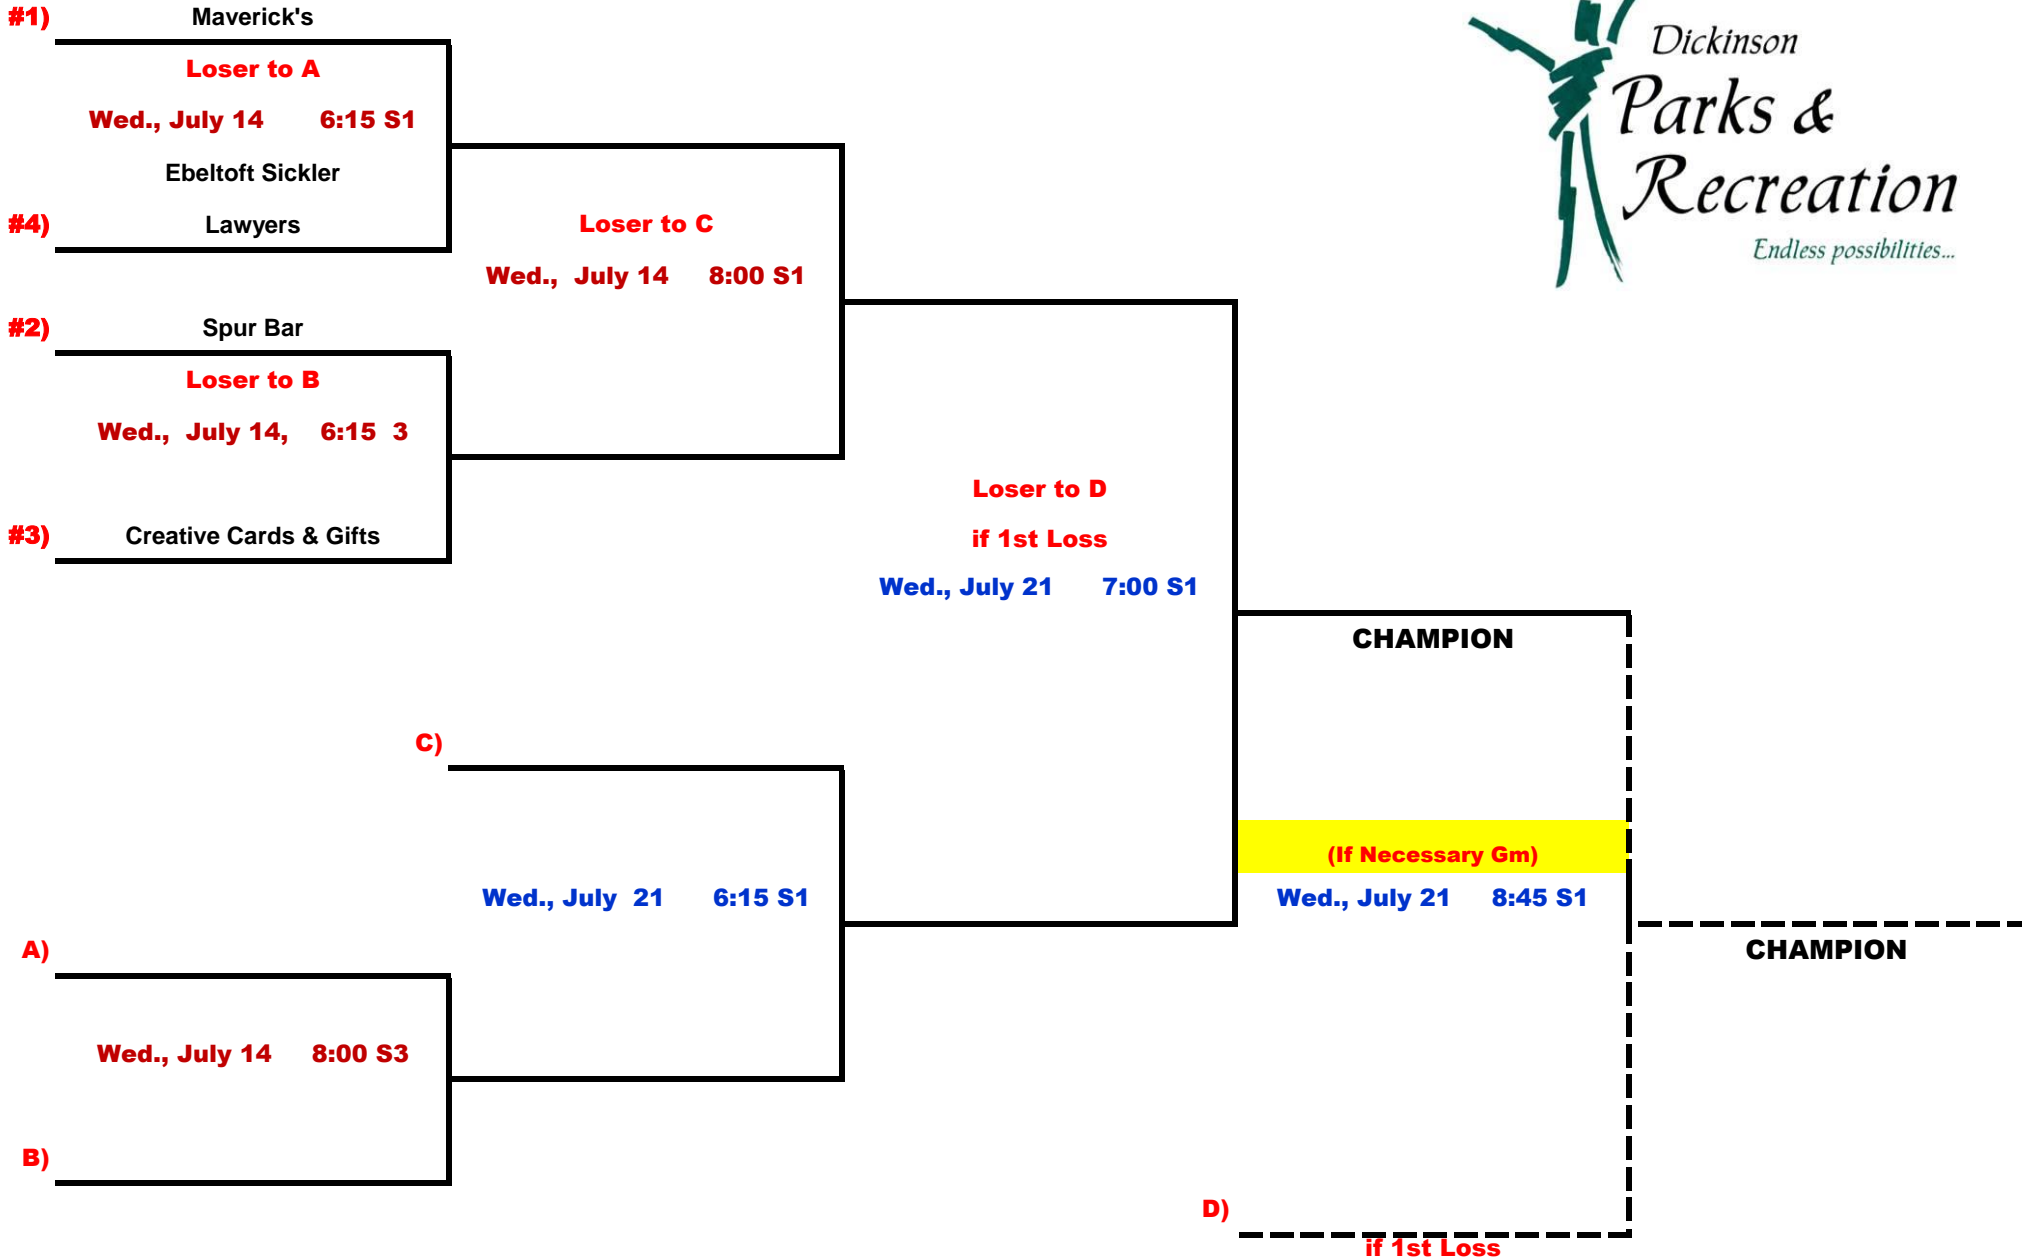 #1) Maverick's
Loser to A
Wed., July 14 6:15 S1
Ebeltoft Sickler
#4) Lawyers
#2) Spur Bar
Loser to B
Wed., July 14, 6:15 3
#3) Creative Cards & Gifts
Loser to C
Wed., July 14 8:00 S1
Dickinson
Parks &
Recreation
Endless possibilities...
Loser to D
if 1st Loss
Wed., July 21 7:00 S1
CHAMPION
C)
Wed., July 21 6:15 S1
(If Necessary Gm)
Wed., July 21 8:45 S1
CHAMPION
A)
Wed., July 14 8:00 S3
B)
D)
if 1st Loss